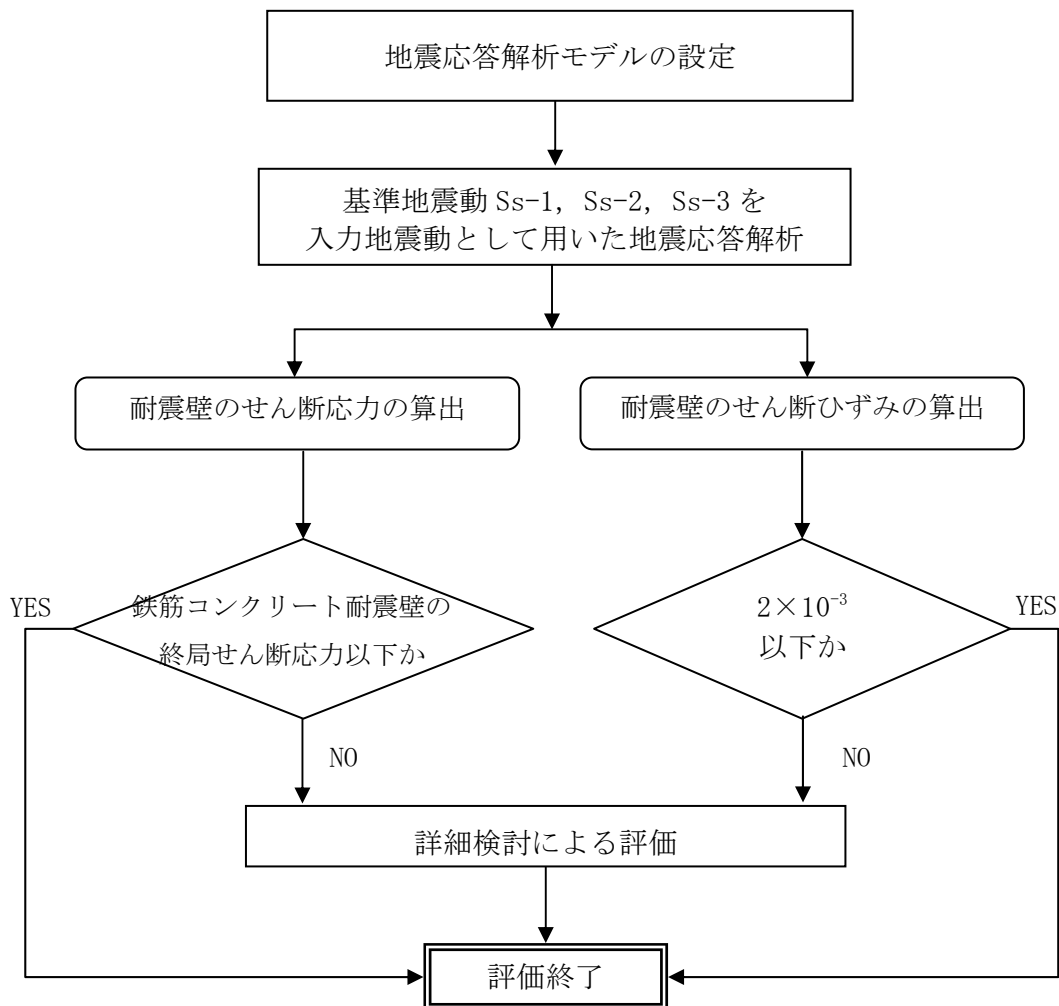 地震応答解析モデルの設定
基準地震動 Ss-1, Ss-2, Ss-3 を
入力地震動として用いた地震応答解析
耐震壁のせん断応力の算出
耐震壁のせん断ひずみの算出
YES
鉄筋コンクリート耐震壁の
終局せん断応力以下か
2×10⁻³
以下か
YES
NO
NO
詳細検討による評価
評価終了